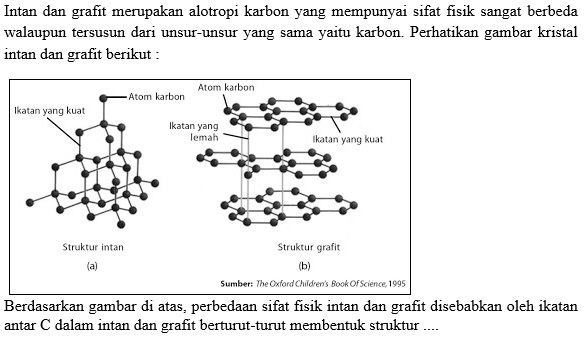 Intan dan grafit merupakan alotropi karbon yang mempunyai sifat fisik sangat berbeda
walaupun tersusun dari unsur-unsur yang sama yaitu karbon. Perhatikan gambar kristal
intan dan grafit berikut :
Atom karbon
Ikatan yang kuat
Struktur intan
(a)
Atom karbon
Ikatan yang
lemah
Ikatan yang kuat
Struktur grafit
(b)
Sumber: The Oxford Children's Book Of Science, 1995
Berdasarkan gambar di atas, perbedaan sifat fisik intan dan grafit disebabkan oleh ikatan
antar C dalam intan dan grafit berturut-turut membentuk struktur ....